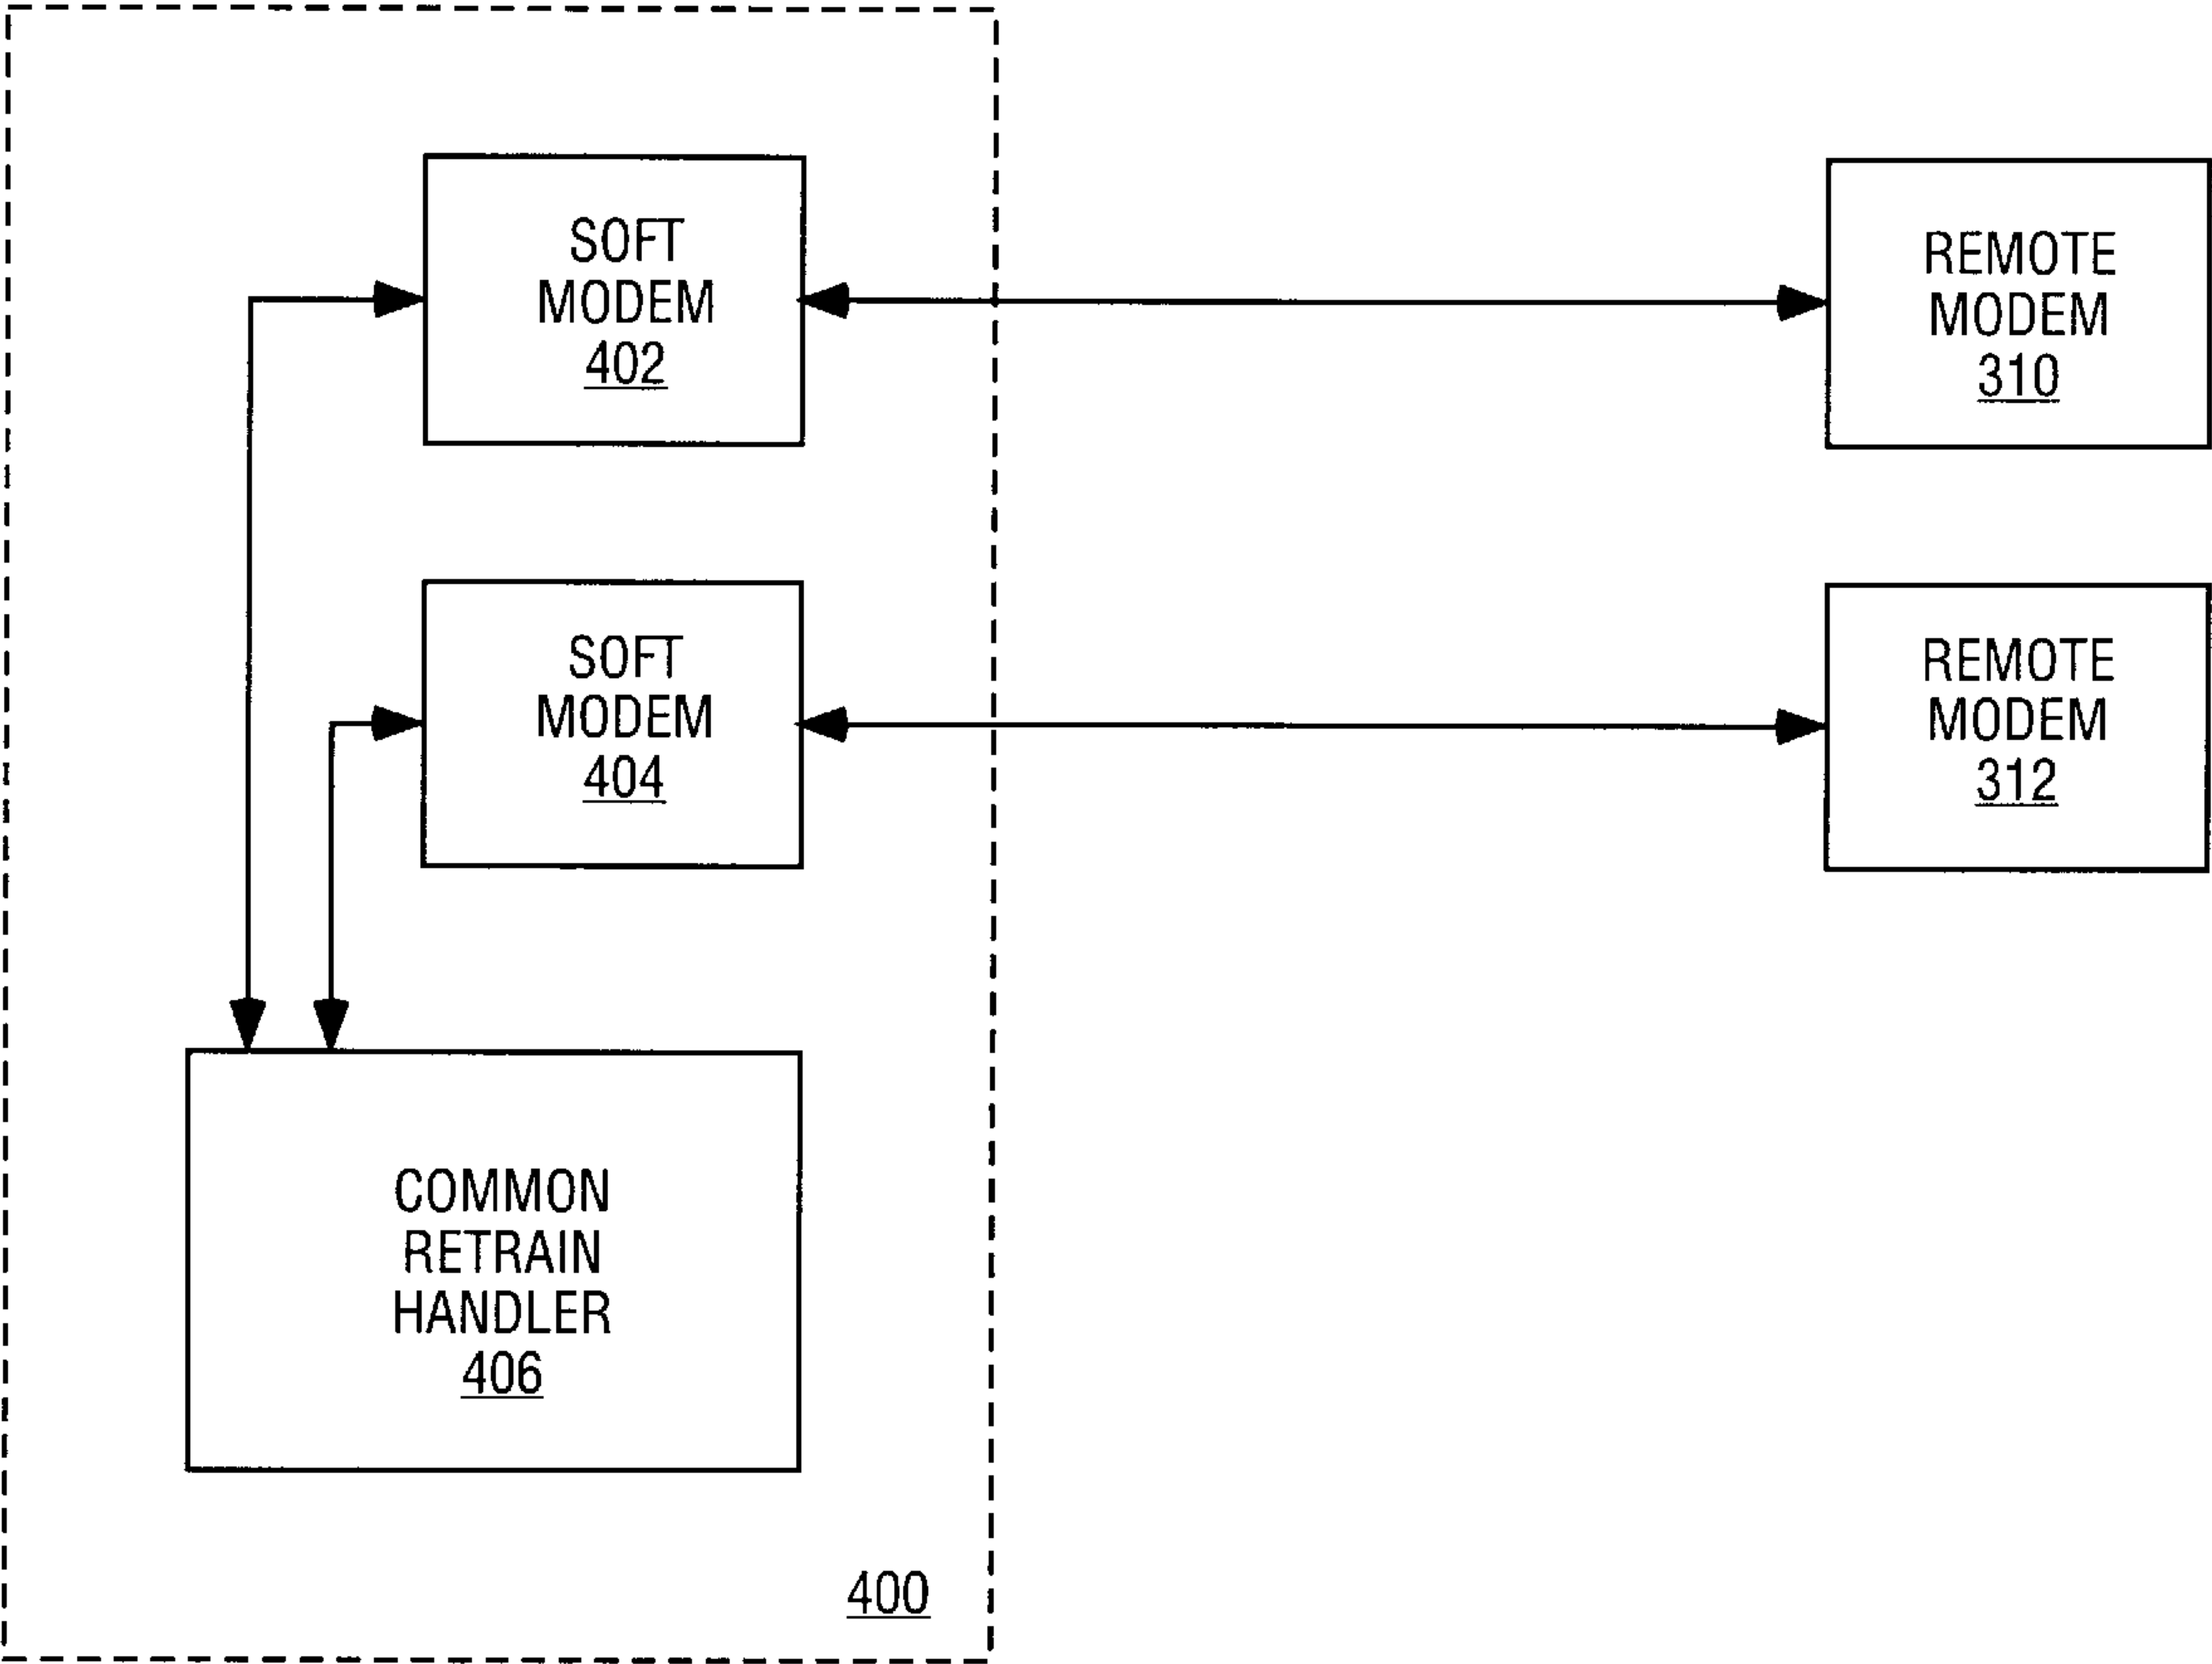 SOFT
MODEM
402
REMOTE
MODEM
310
SOFT
MODEM
404
REMOTE
MODEM
312
COMMON
RETRAIN
HANDLER
406
400